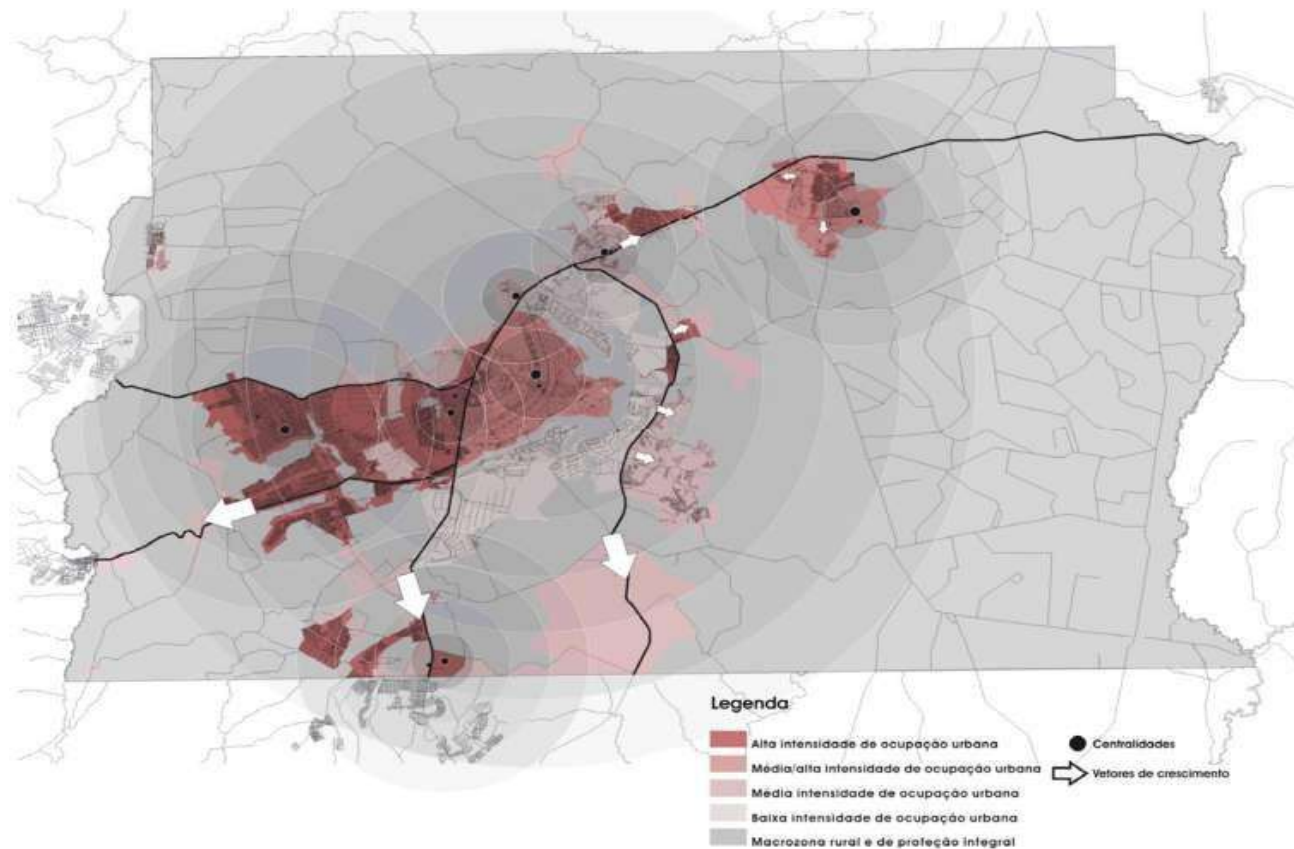 Legenda
Alta intensidade de ocupação urbana
Média/alta intensidade de ocupação urbana
Média intensidade de ocupação urbana
Baixa intensidade de ocupação urbana
Macrozona rural e de proteção integral
Centralidades
Vetores de crescimento